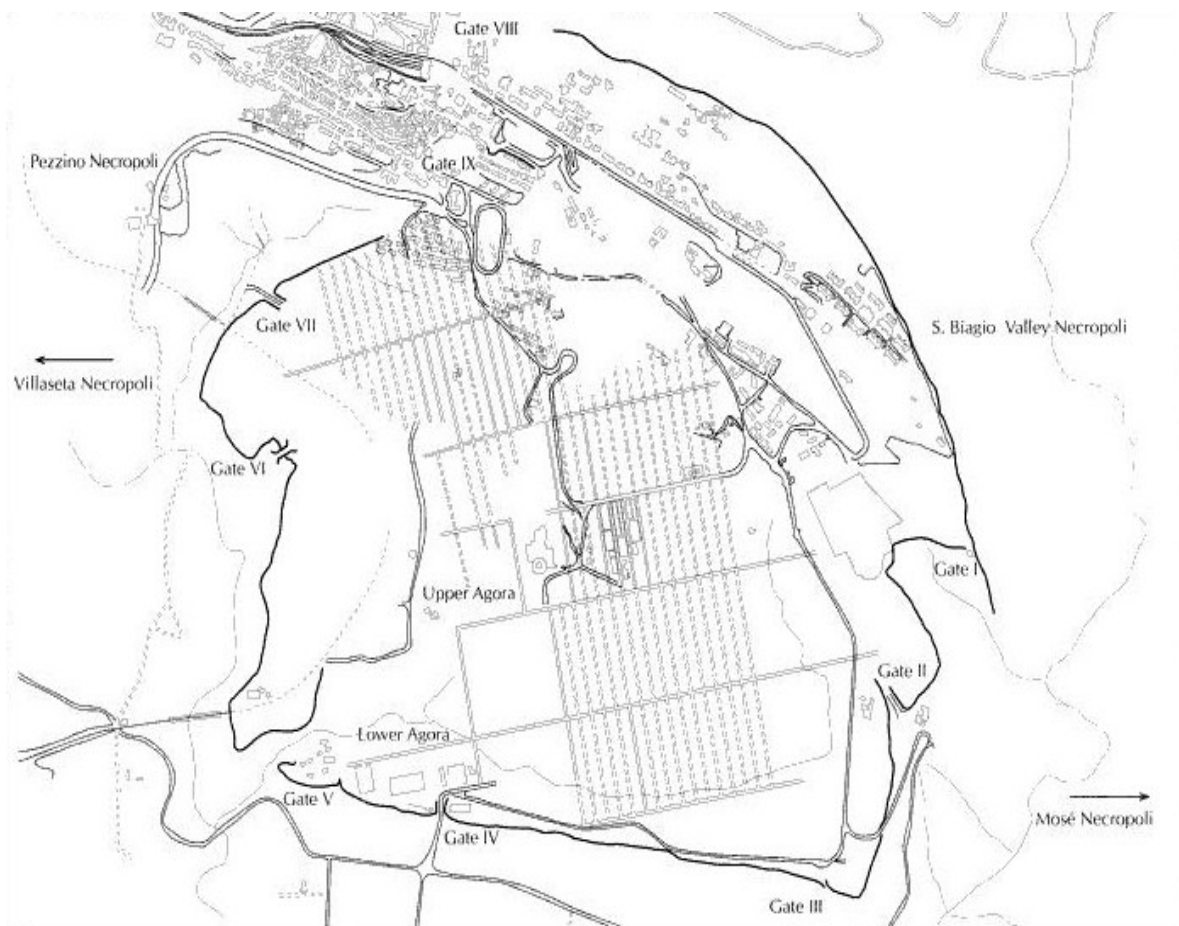 Gate VIII
Pezzino Necropoli
Gate IX
Gate VII
S. Biagio Valley Necropoli
Villaseta Necropoli
Gate VI
Gate I
Upper Agora
Gate II
Lower Agora
Gate V
Gate IV
Mosé Necropoli
Gate III